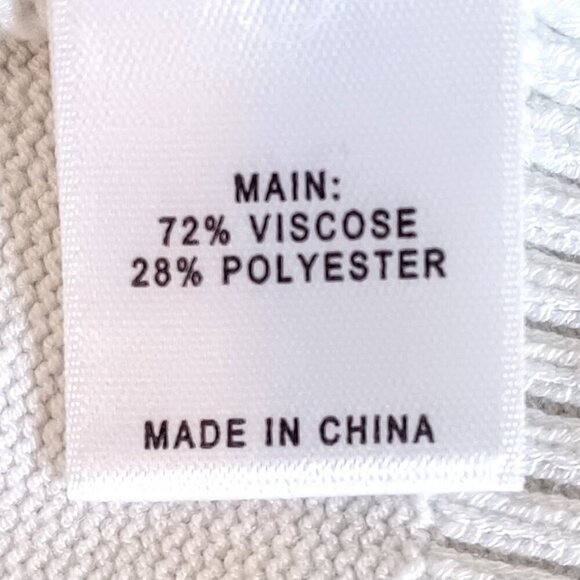 MAIN:
72% VISCOSE
28% POLYESTER
MADE IN CHINA